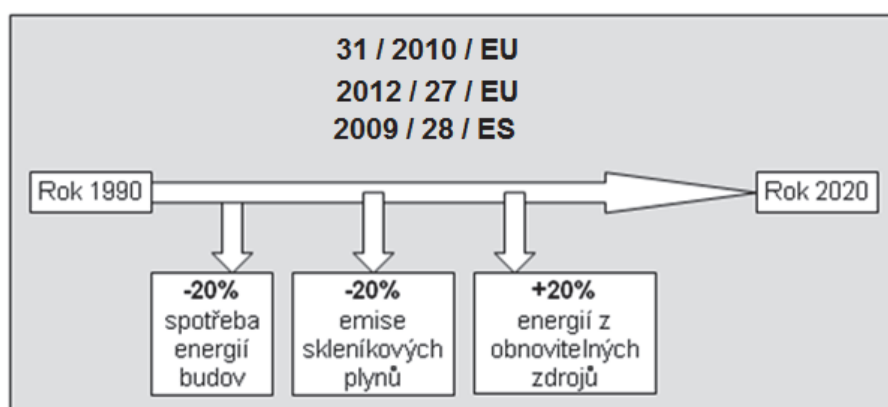 31 / 2010 / EU
2012 / 27 / EU
2009 / 28 / ES
Rok 1990
Rok 2020
-20%
spotřeba
energií
budov
-20%
emise
skleníkových
plynů
+20%
energií z
obnovitelných
zdrojů